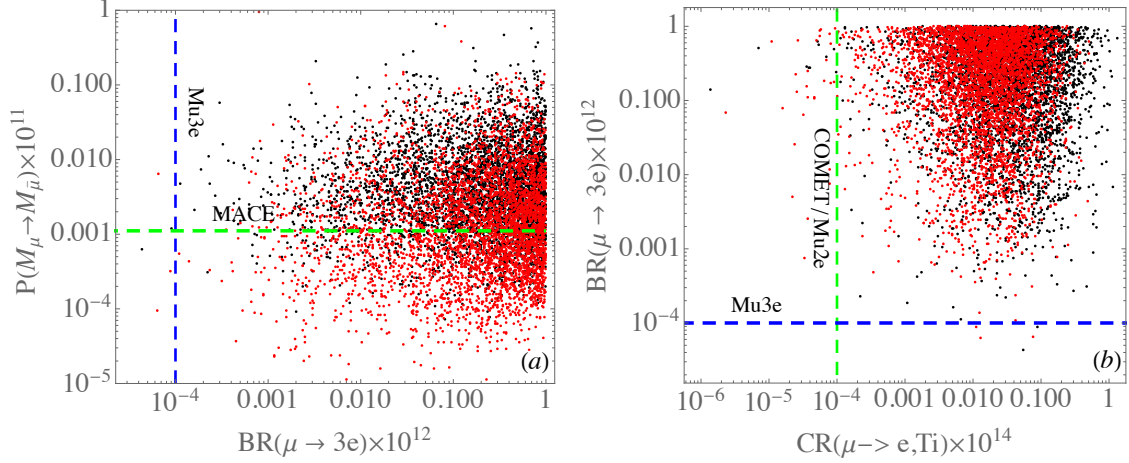 1
0.100
0.010
0.001
10⁻⁴
10⁻⁵
P(M_μ→M_μ̄)×10¹¹
Mu3e
MACE
(a)
10⁻⁴ 0.001 0.010 0.100 1
BR(μ → 3e)×10¹²
1
0.100
0.010
0.001
10⁻⁴
BR(μ → 3e)×10¹²
COMET/Mu2e
Mu3e
(b)
10⁻⁶ 10⁻⁵ 10⁻⁴ 0.001 0.010 0.100 1
CR(μ-> e,Ti)×10¹⁴